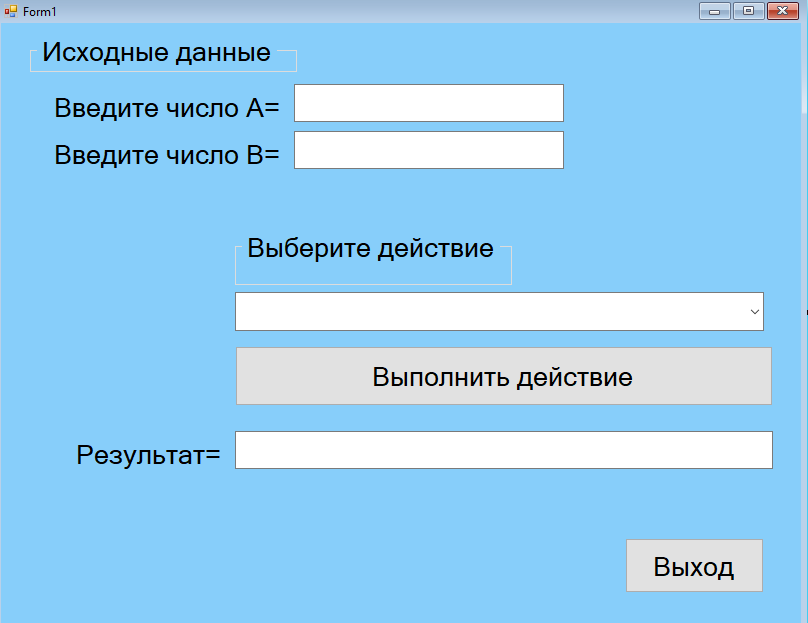 Form1
Исходные данные
Введите число A=
Введите число B=
Выберите действие
Выполнить действие
Результат=
Выход